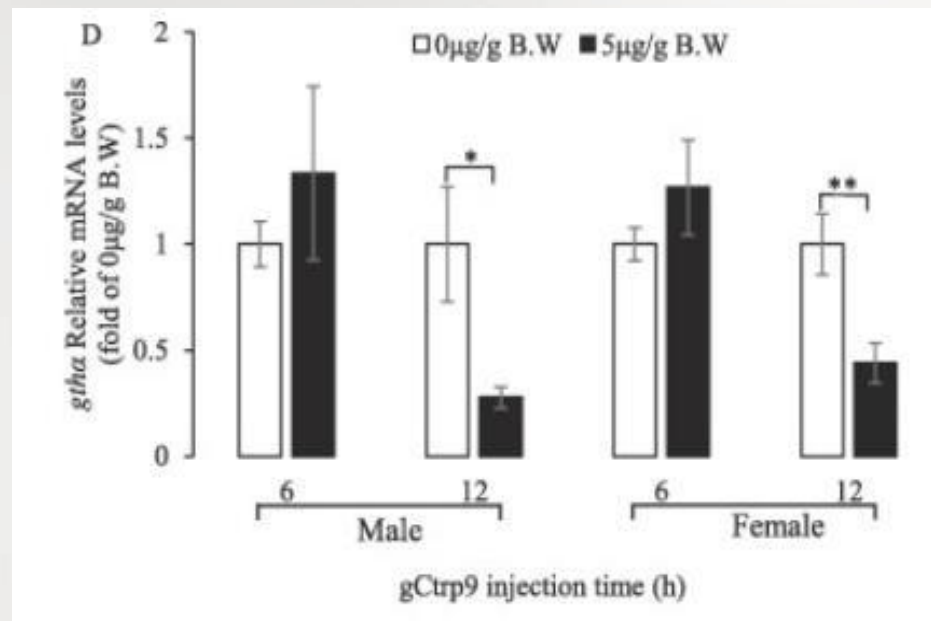 D
2
□0μg/g B.W ■5μg/g B.W
gthα Relative mRNA levels
(fold of 0μg/g B.W)
1.5
*
**
1
0.5
0
6
12
6
12
Male
Female
gCtrp9 injection time (h)